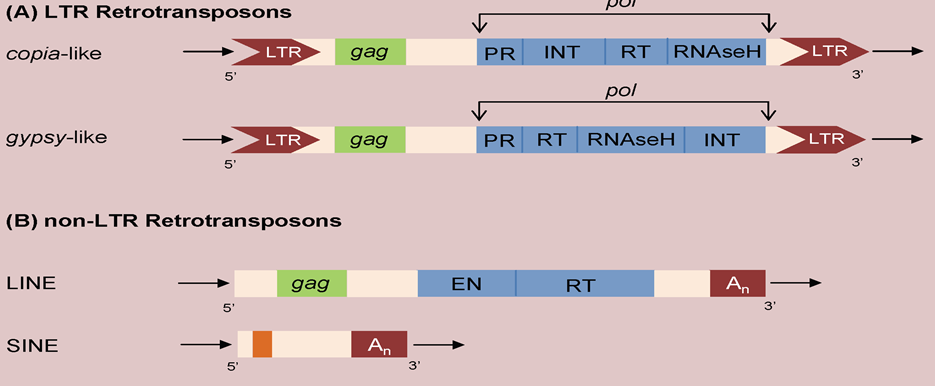 (A) LTR Retrotransposons
pol
copia-like LTR gag PR INT RT RNAseH LTR
5' 3'
pol
gypsy-like LTR gag PR RT RNAseH INT LTR
5' 3'
(B) non-LTR Retrotransposons
LINE gag EN RT An
5' 3'
SINE An
5' 3'